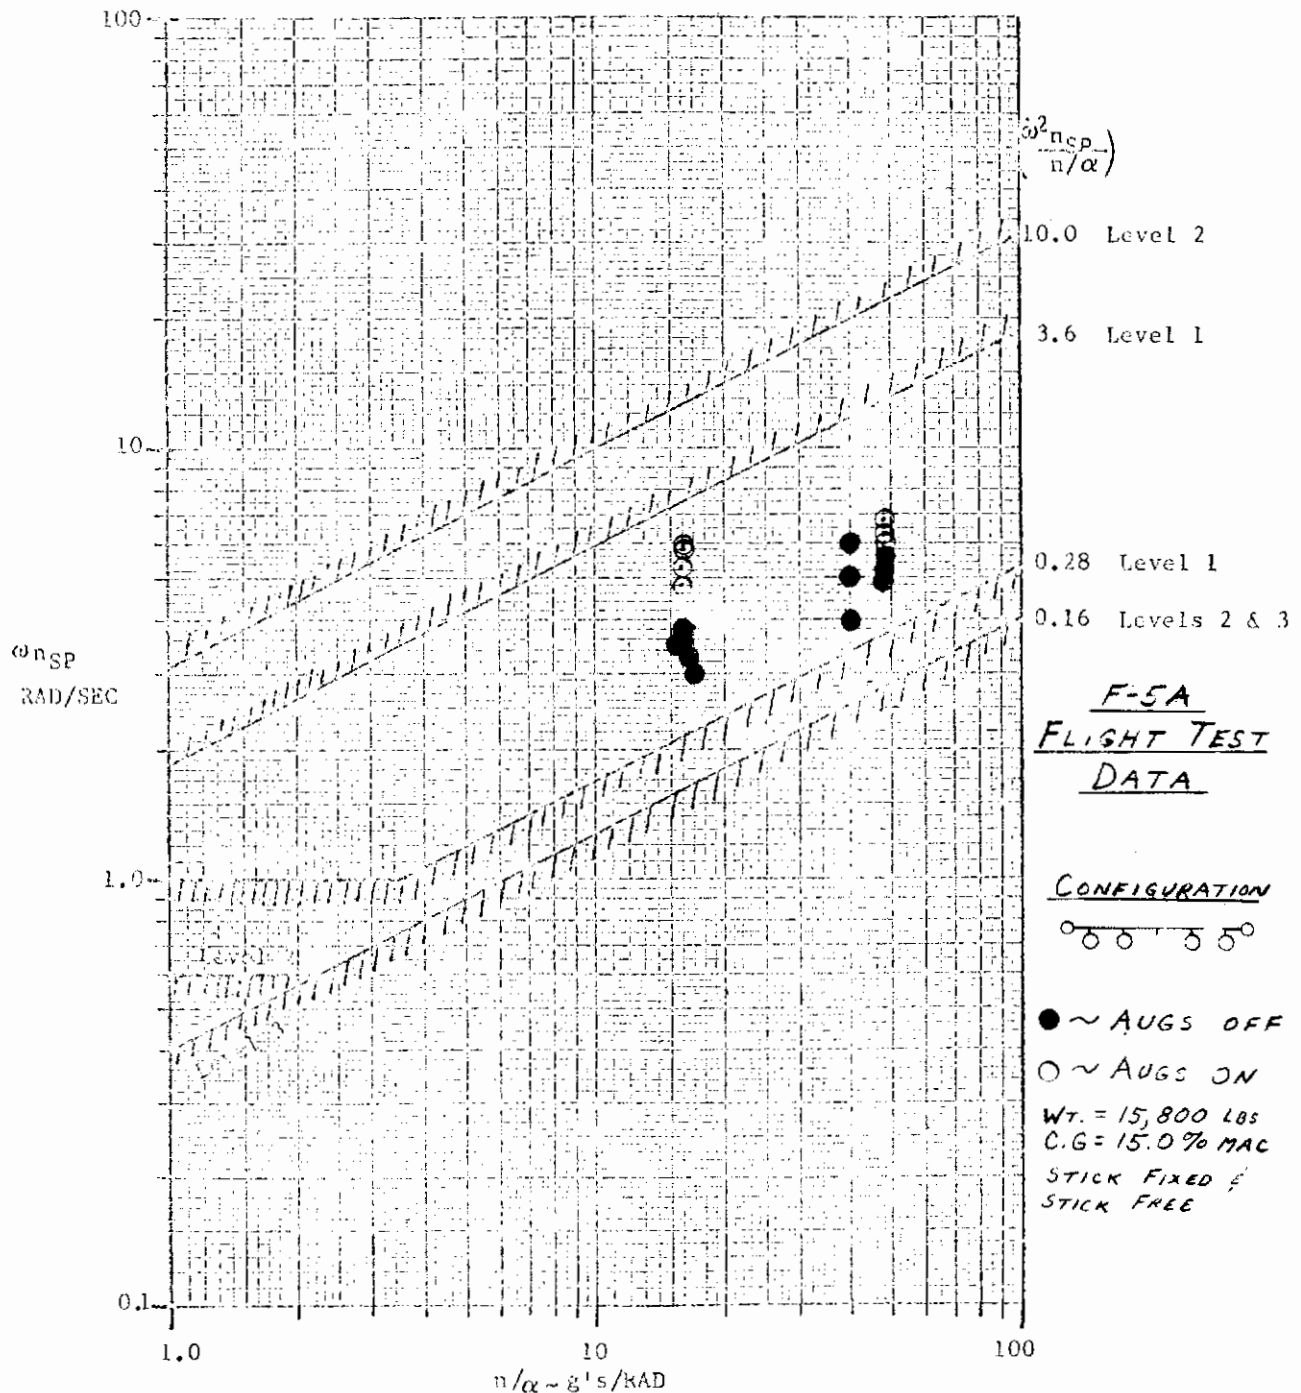 100
ω²nSP
n/α)
10.0 Level 2
3.6 Level 1
10
0.28 Level 1
0.16 Levels 2 & 3
ωnSP
RAD/SEC
F-5A
FLIGHT TEST
DATA
1.0
CONFIGURATION
Level
● ~ AUGS OFF
○ ~ AUGS ON
WT. = 15,800 LBS
C.G = 15.0 % MAC
STICK FIXED &
STICK FREE
0.1
1.0
10
100
n/α ~ g's/RAD